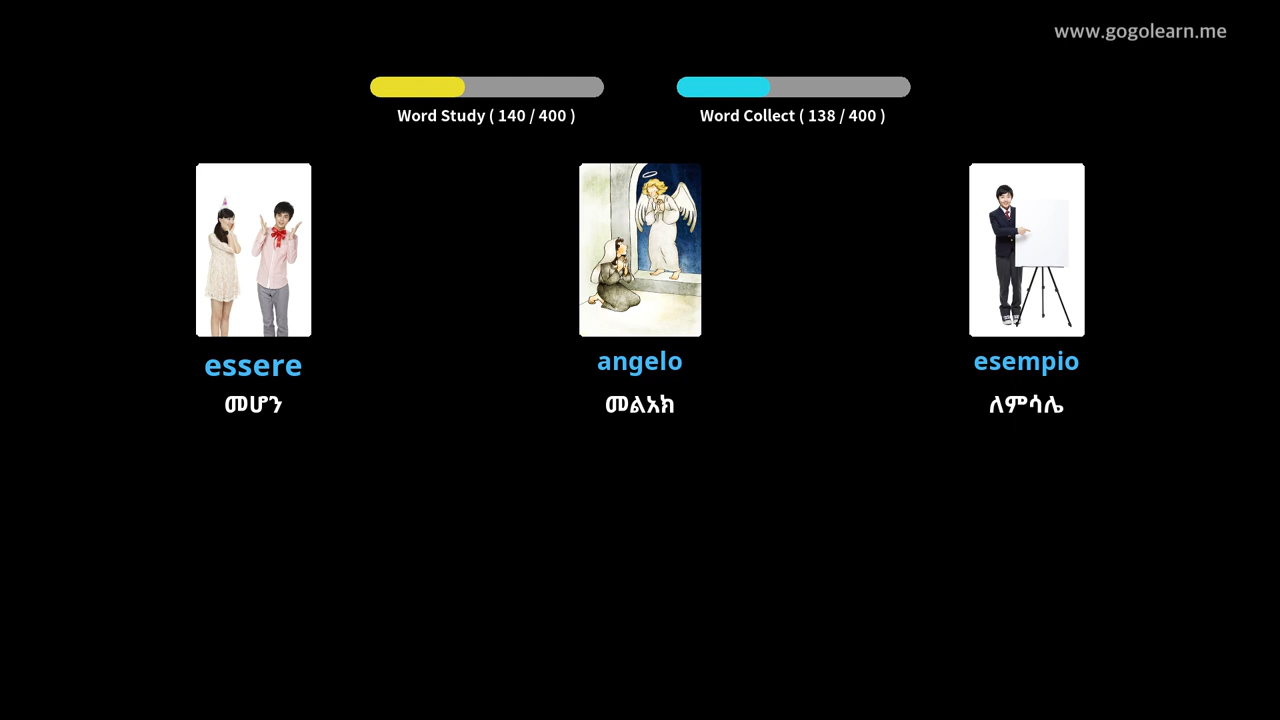 www.gogolearn.me
Word Study ( 140 / 400 )
Word Collect ( 138 / 400 )
essere
angelo
esempio
መሆን
መልአክ
ለምሳሌ